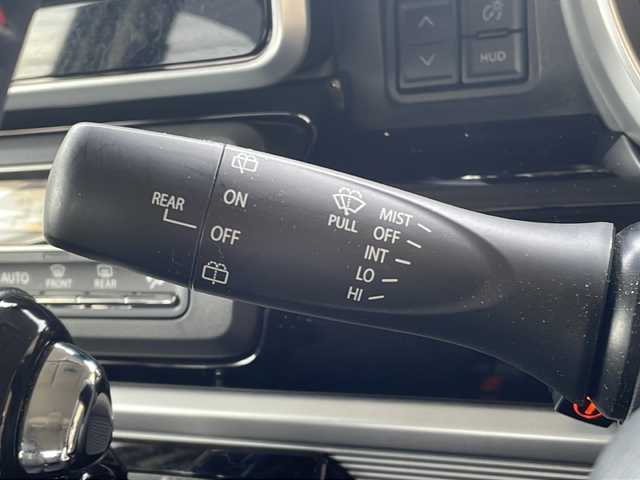 HUD
REAR
ON
OFF
PULL
MIST
OFF
INT
LO
HI
AUTO
FRONT
REAR